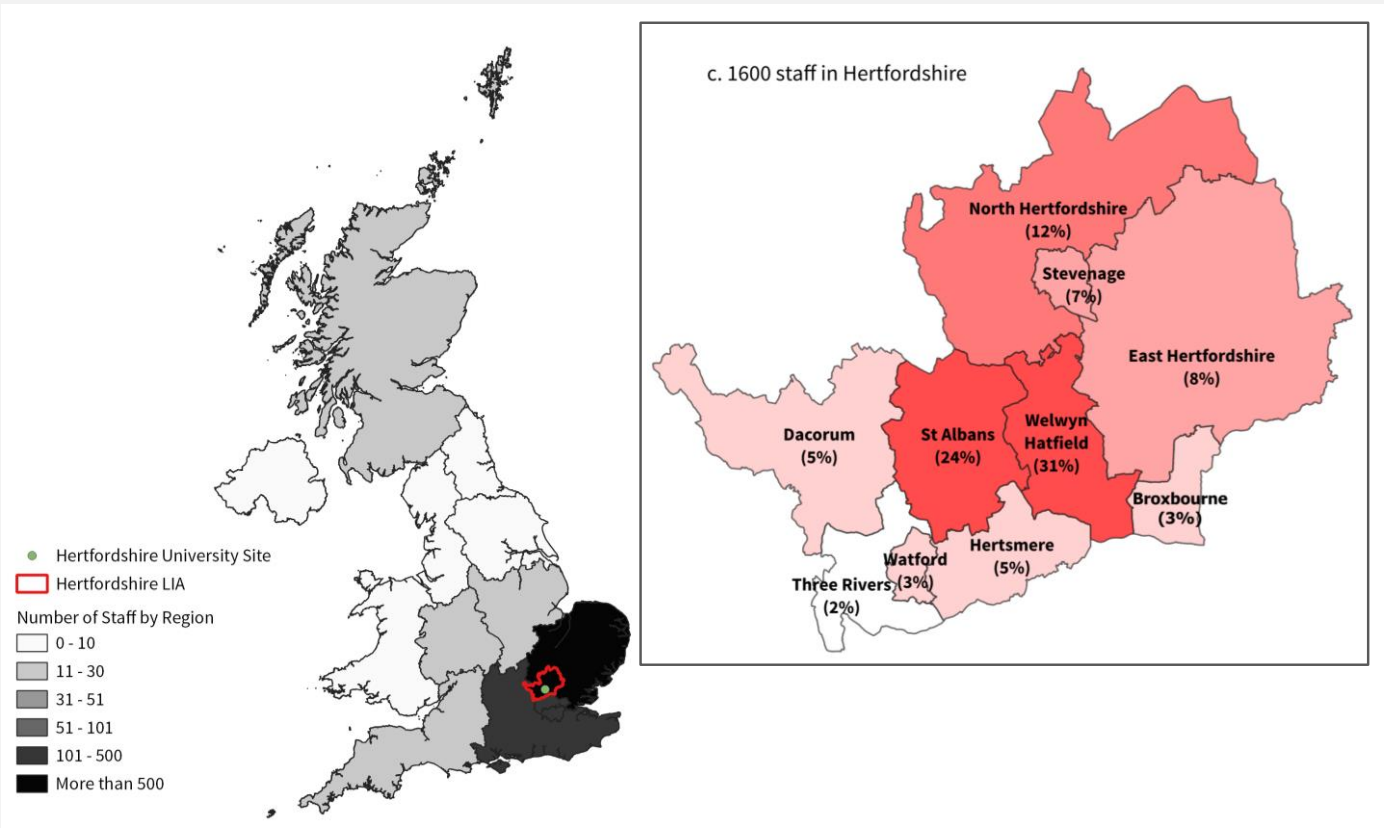 c. 1600 staff in Hertfordshire
North Hertfordshire
(12%)
Stevenage
(7%)
East Hertfordshire
(8%)
Dacorum
(5%)
St Albans
(24%)
Welwyn
Hatfield
(31%)
Broxbourne
(3%)
Hertsmere
(5%)
Watford
(3%)
Three Rivers
(2%)
Hertfordshire University Site
Hertfordshire LIA
Number of Staff by Region
0 - 10
11 - 30
31 - 51
51 - 101
101 - 500
More than 500